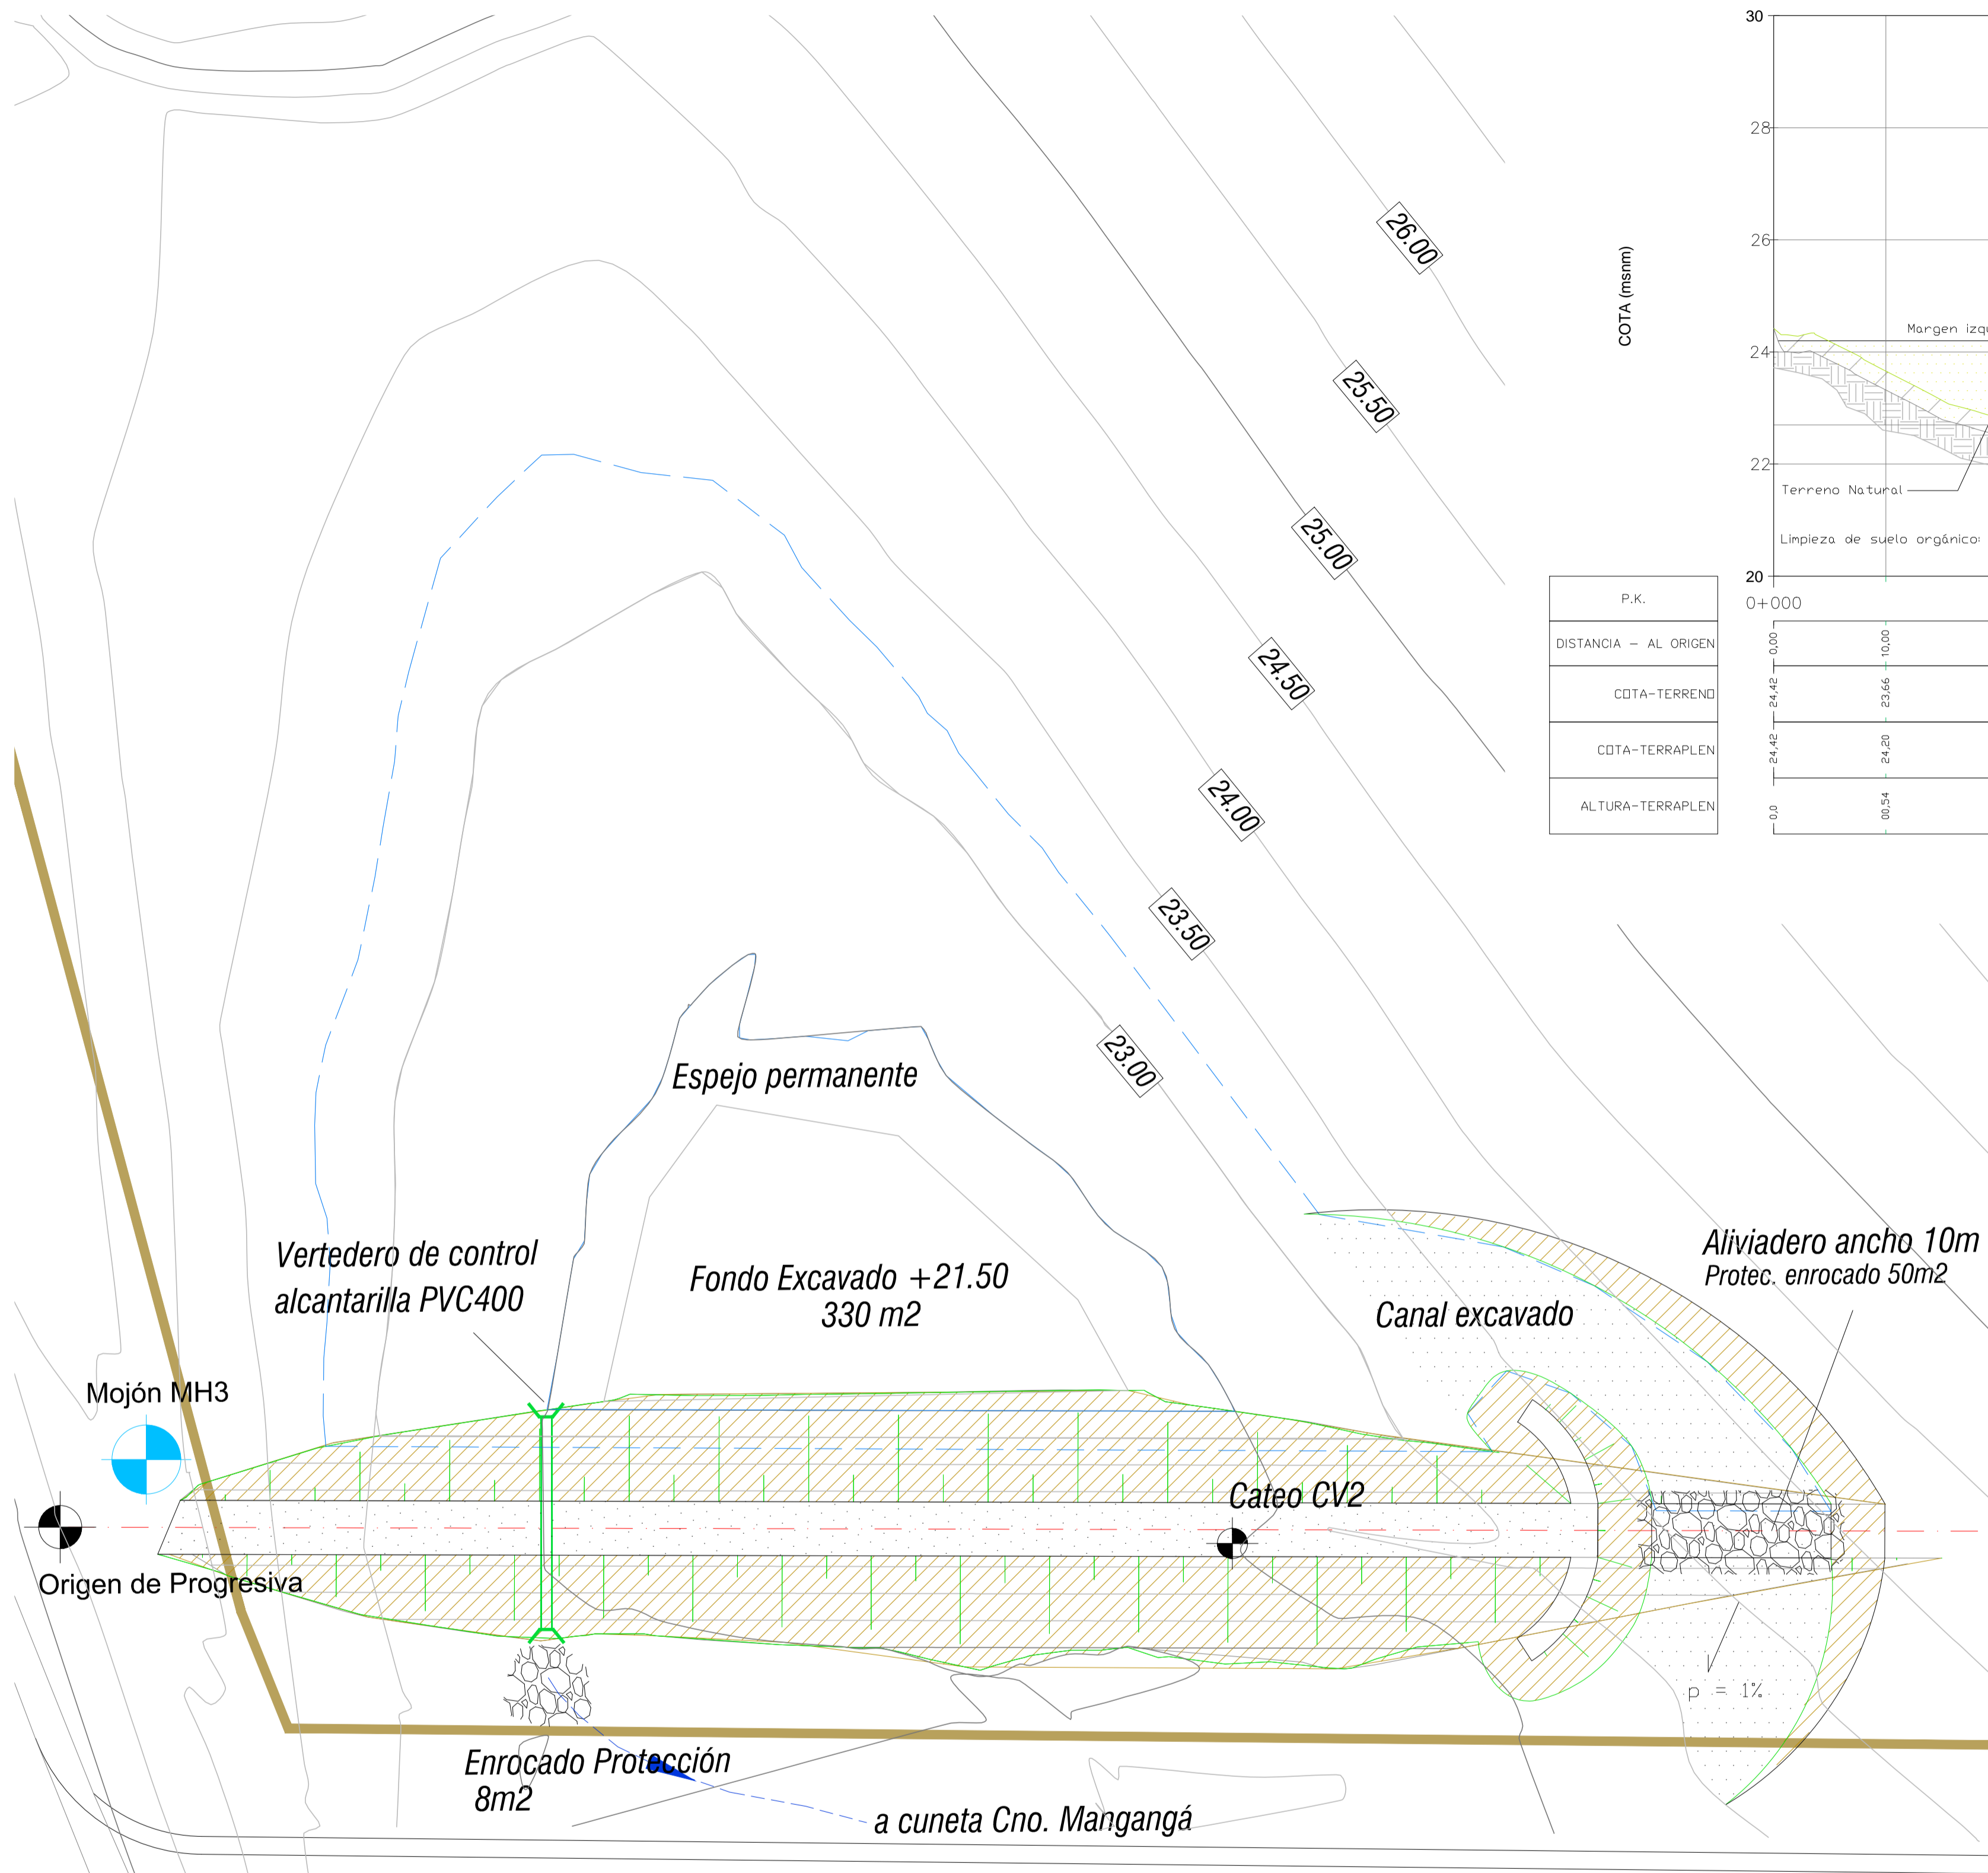 30
28
26
24
22
20
COTA (msnm)
Margen izqu
Terreno Natural
Limpieza de suelo orgánico:
0+000
P.K.
DISTANCIA - AL ORIGEN
0,00
10,00
COTA-TERRENO
24,42
23,66
COTA-TERRAPLEN
24,42
24,20
ALTURA-TERRAPLEN
0,0
00,54
26.00
25.50
25.00
24.50
24.00
23.50
23.00
Espejo permanente
Vertedero de control
alcantarilla PVC400
Fondo Excavado +21.50
330 m2
Canal excavado
Aliviadero ancho 10m
Protec. enrocado 50m2
Mojón MH3
Cateo CV2
Origen de Progresiva
p = 1%
Enrocado Protección
8m2
a cuneta Cno. Mangangá